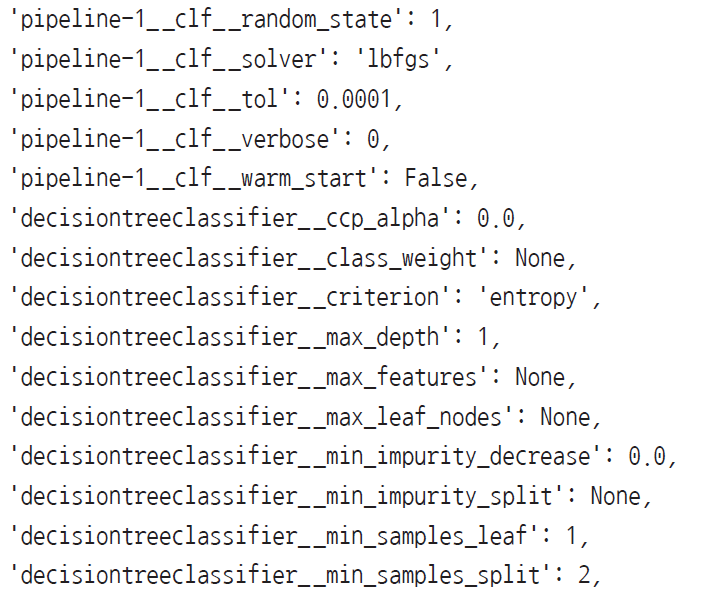 'pipeline-1__clf__random_state': 1,
'pipeline-1__clf__solver': 'lbfgs',
'pipeline-1__clf__tol': 0.0001,
'pipeline-1__clf__verbose': 0,
'pipeline-1__clf__warm_start': False,
'decisiontreeclassifier__ccp_alpha': 0.0,
'decisiontreeclassifier__class_weight': None,
'decisiontreeclassifier__criterion': 'entropy',
'decisiontreeclassifier__max_depth': 1,
'decisiontreeclassifier__max_features': None,
'decisiontreeclassifier__max_leaf_nodes': None,
'decisiontreeclassifier__min_impurity_decrease': 0.0,
'decisiontreeclassifier__min_impurity_split': None,
'decisiontreeclassifier__min_samples_leaf': 1,
'decisiontreeclassifier__min_samples_split': 2,